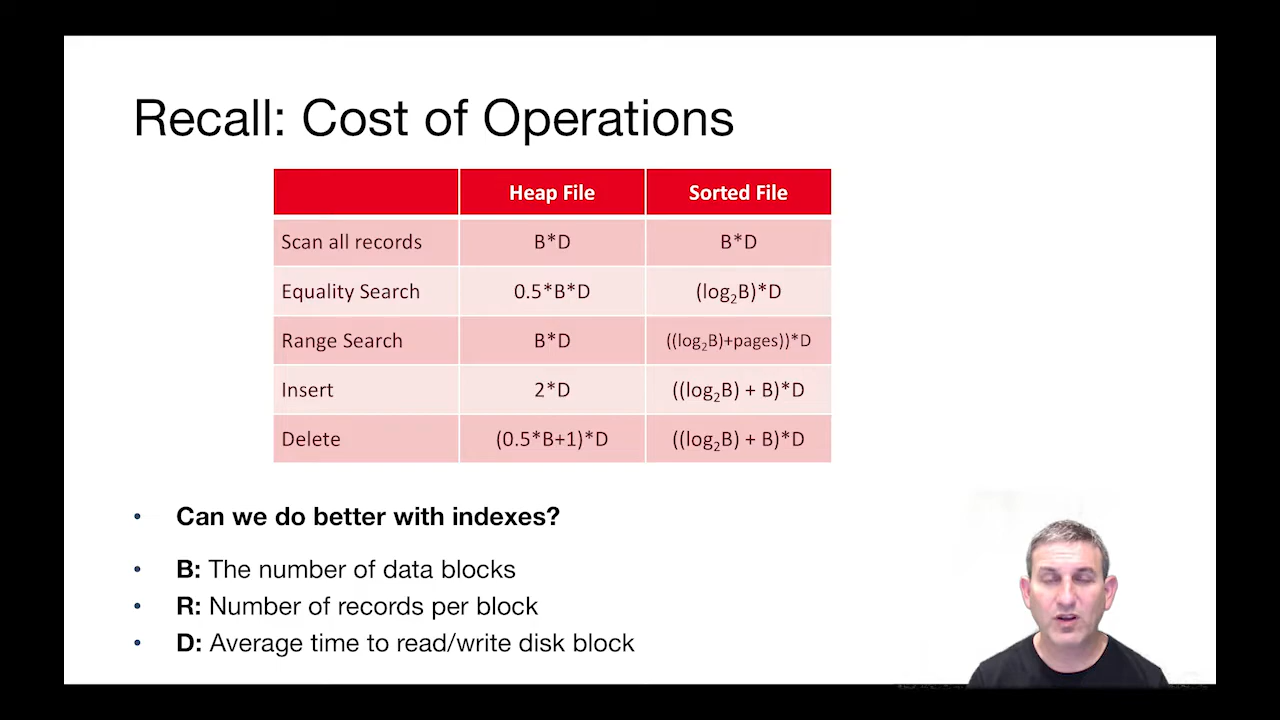 Recall: Cost of Operations
Heap File Sorted File
Scan all records B*D B*D
Equality Search 0.5*B*D (log₂B)*D
Range Search B*D ((log₂B)+pages))*D
Insert 2*D ((log₂B) + B)*D
Delete (0.5*B+1)*D ((log₂B) + B)*D
• Can we do better with indexes?
• B: The number of data blocks
• R: Number of records per block
• D: Average time to read/write disk block